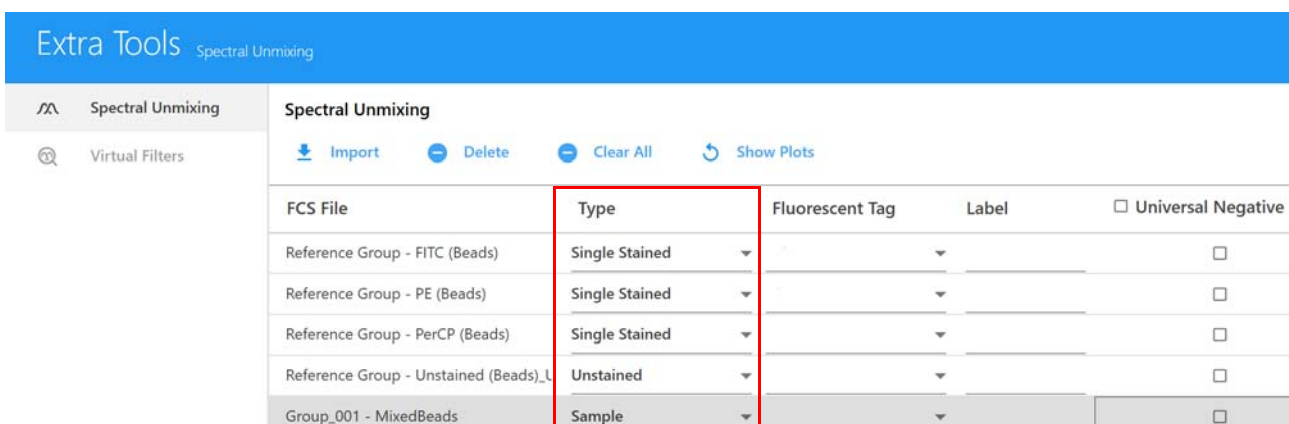 Extra Tools Spectral Unmixing
Spectral Unmixing
Virtual Filters
Spectral Unmixing
Import Delete Clear All Show Plots
FCS File Type Fluorescent Tag Label Universal Negative
Reference Group - FITC (Beads) Single Stained
Reference Group - PE (Beads) Single Stained
Reference Group - PerCP (Beads) Single Stained
Reference Group - Unstained (Beads)_U Unstained
Group_001 - MixedBeads Sample